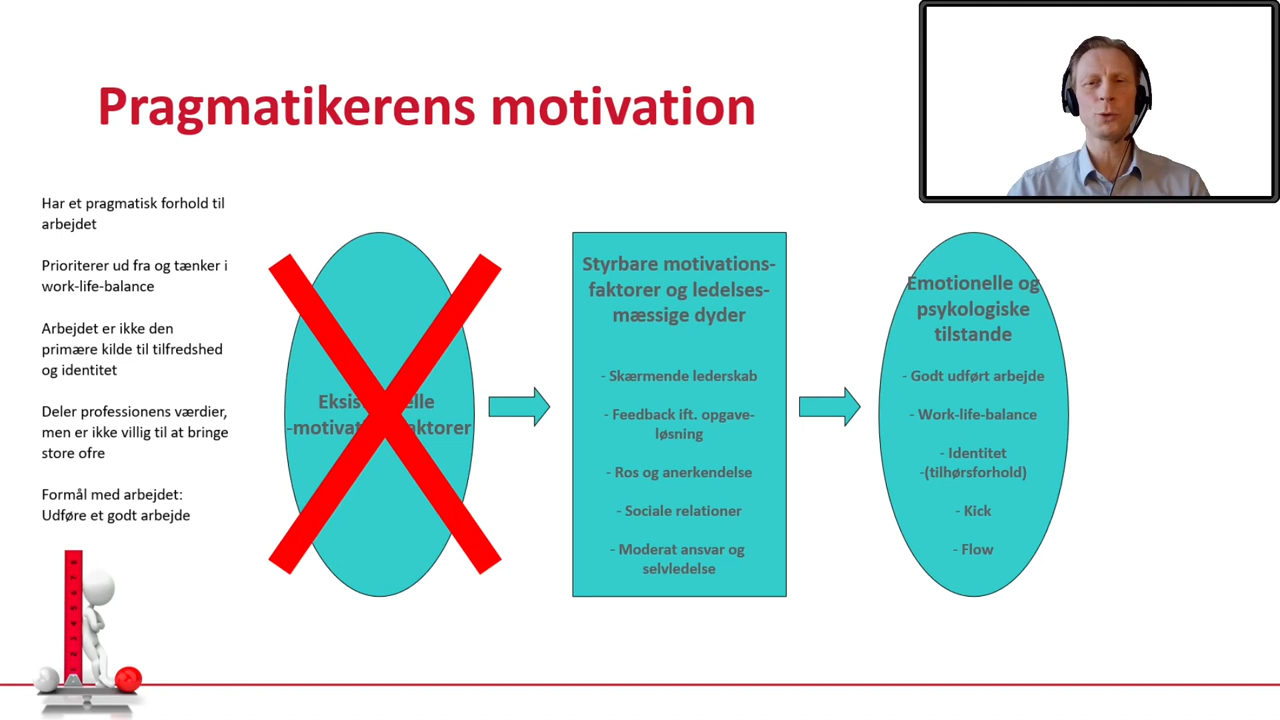 Pragmatikerens motivation
Har et pragmatisk forhold til
arbejdet
Prioriterer ud fra og tænker i
work-life-balance
Arbejdet er ikke den
primære kilde til tilfredshed
og identitet
Deler professionens værdier,
men er ikke villig til at bringe
store ofre
Formål med arbejdet:
Udføre et godt arbejde
Styrbare motivations-
faktorer og ledelses-
mæssige dyder
- Skærmende lederskab
- Feedback ift. opgave-
løsning
- Ros og anerkendelse
- Sociale relationer
- Moderat ansvar og
selvledelse
Emotionelle og
psykologiske
tilstande
- Godt udført arbejde
- Work-life-balance
- Identitet
-(tilhørsforhold)
- Kick
- Flow